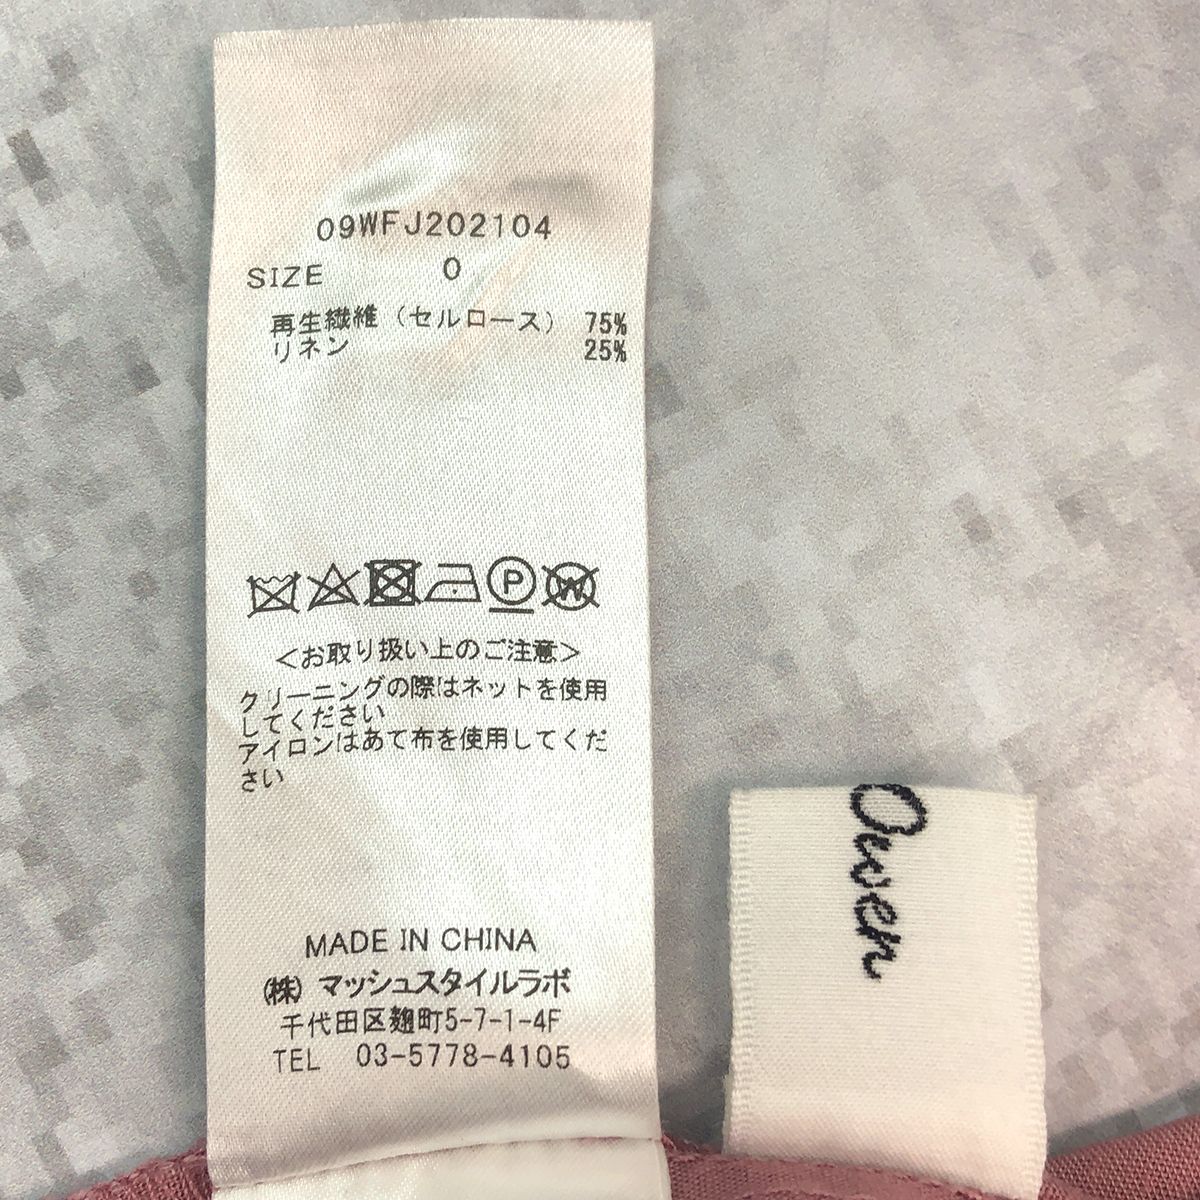 09WFJ202104
SIZE 0
再生繊維（セルロース） 75%
リネン 25%
P
W
＜お取り扱い上のご注意＞
クリーニングの際はネットを使用
してください
アイロンはあて布を使用してくだ
さい
MADE IN CHINA
(株) マッシュスタイルラボ
千代田区麹町5-7-1-4F
TEL 03-5778-4105
Owen